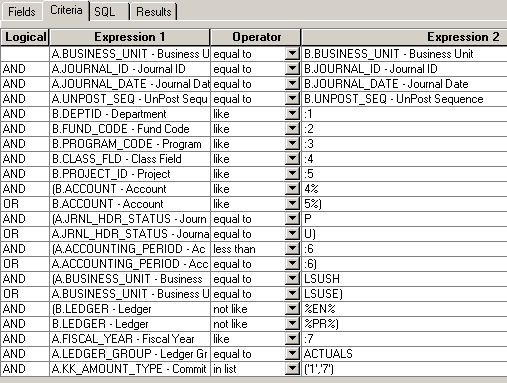 Fields Criteria SQL Results
Logical Expression 1 Operator Expression 2
A.BUSINESS_UNIT - Business U equal to B.BUSINESS_UNIT - Business Unit
AND A.JOURNAL_ID - Journal ID equal to B.JOURNAL_ID - Journal ID
AND A.JOURNAL_DATE - Journal Dat equal to B.JOURNAL_DATE - Journal Date
AND A.UNPOST_SEQ - UnPost Sequ equal to B.UNPOST_SEQ - UnPost Sequence
AND B.DEPTID - Department like :1
AND B.FUND_CODE - Fund Code like :2
AND B.PROGRAM_CODE - Program like :3
AND B.CLASS_FLD - Class Field like :4
AND B.PROJECT_ID - Project like :5
AND (B.ACCOUNT - Account like 4%
OR B.ACCOUNT - Account like 5%)
AND (A.JRNL_HDR_STATUS - Journ equal to P
OR A.JRNL_HDR_STATUS - Journa equal to U)
AND (A.ACCOUNTING_PERIOD - Ac less than :6
OR A.ACCOUNTING_PERIOD - Acc equal to :6)
AND (A.BUSINESS_UNIT - Business equal to LSUSH
OR A.BUSINESS_UNIT - Business U equal to LSUSE)
AND (B.LEDGER - Ledger not like %EN%
AND B.LEDGER - Ledger not like %PR%)
AND A.FISCAL_YEAR - Fiscal Year like :7
AND A.LEDGER_GROUP - Ledger Gr equal to ACTUALS
AND A.KK_AMOUNT_TYPE - Commit in list ('1','7')